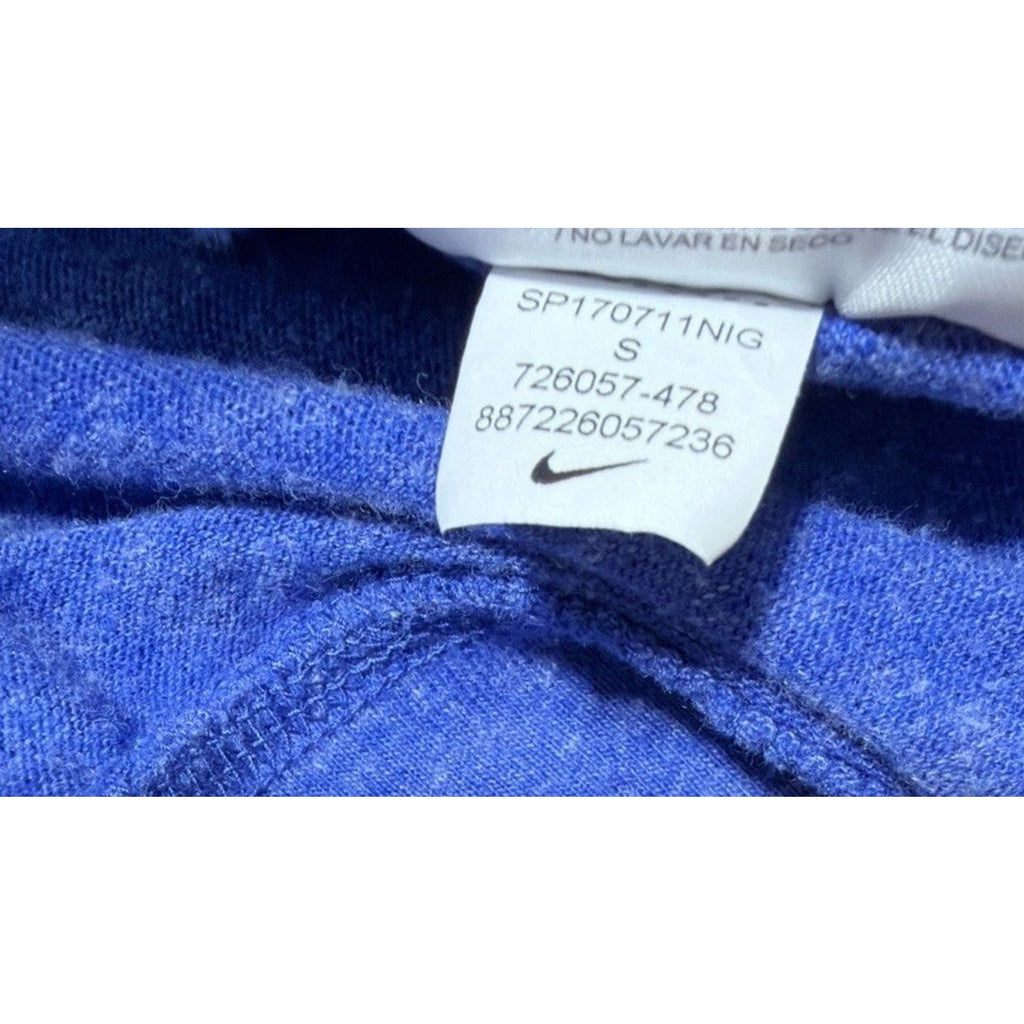 / NO LAVAR EN SECO
SP170711NIG
S
726057-478
887226057236